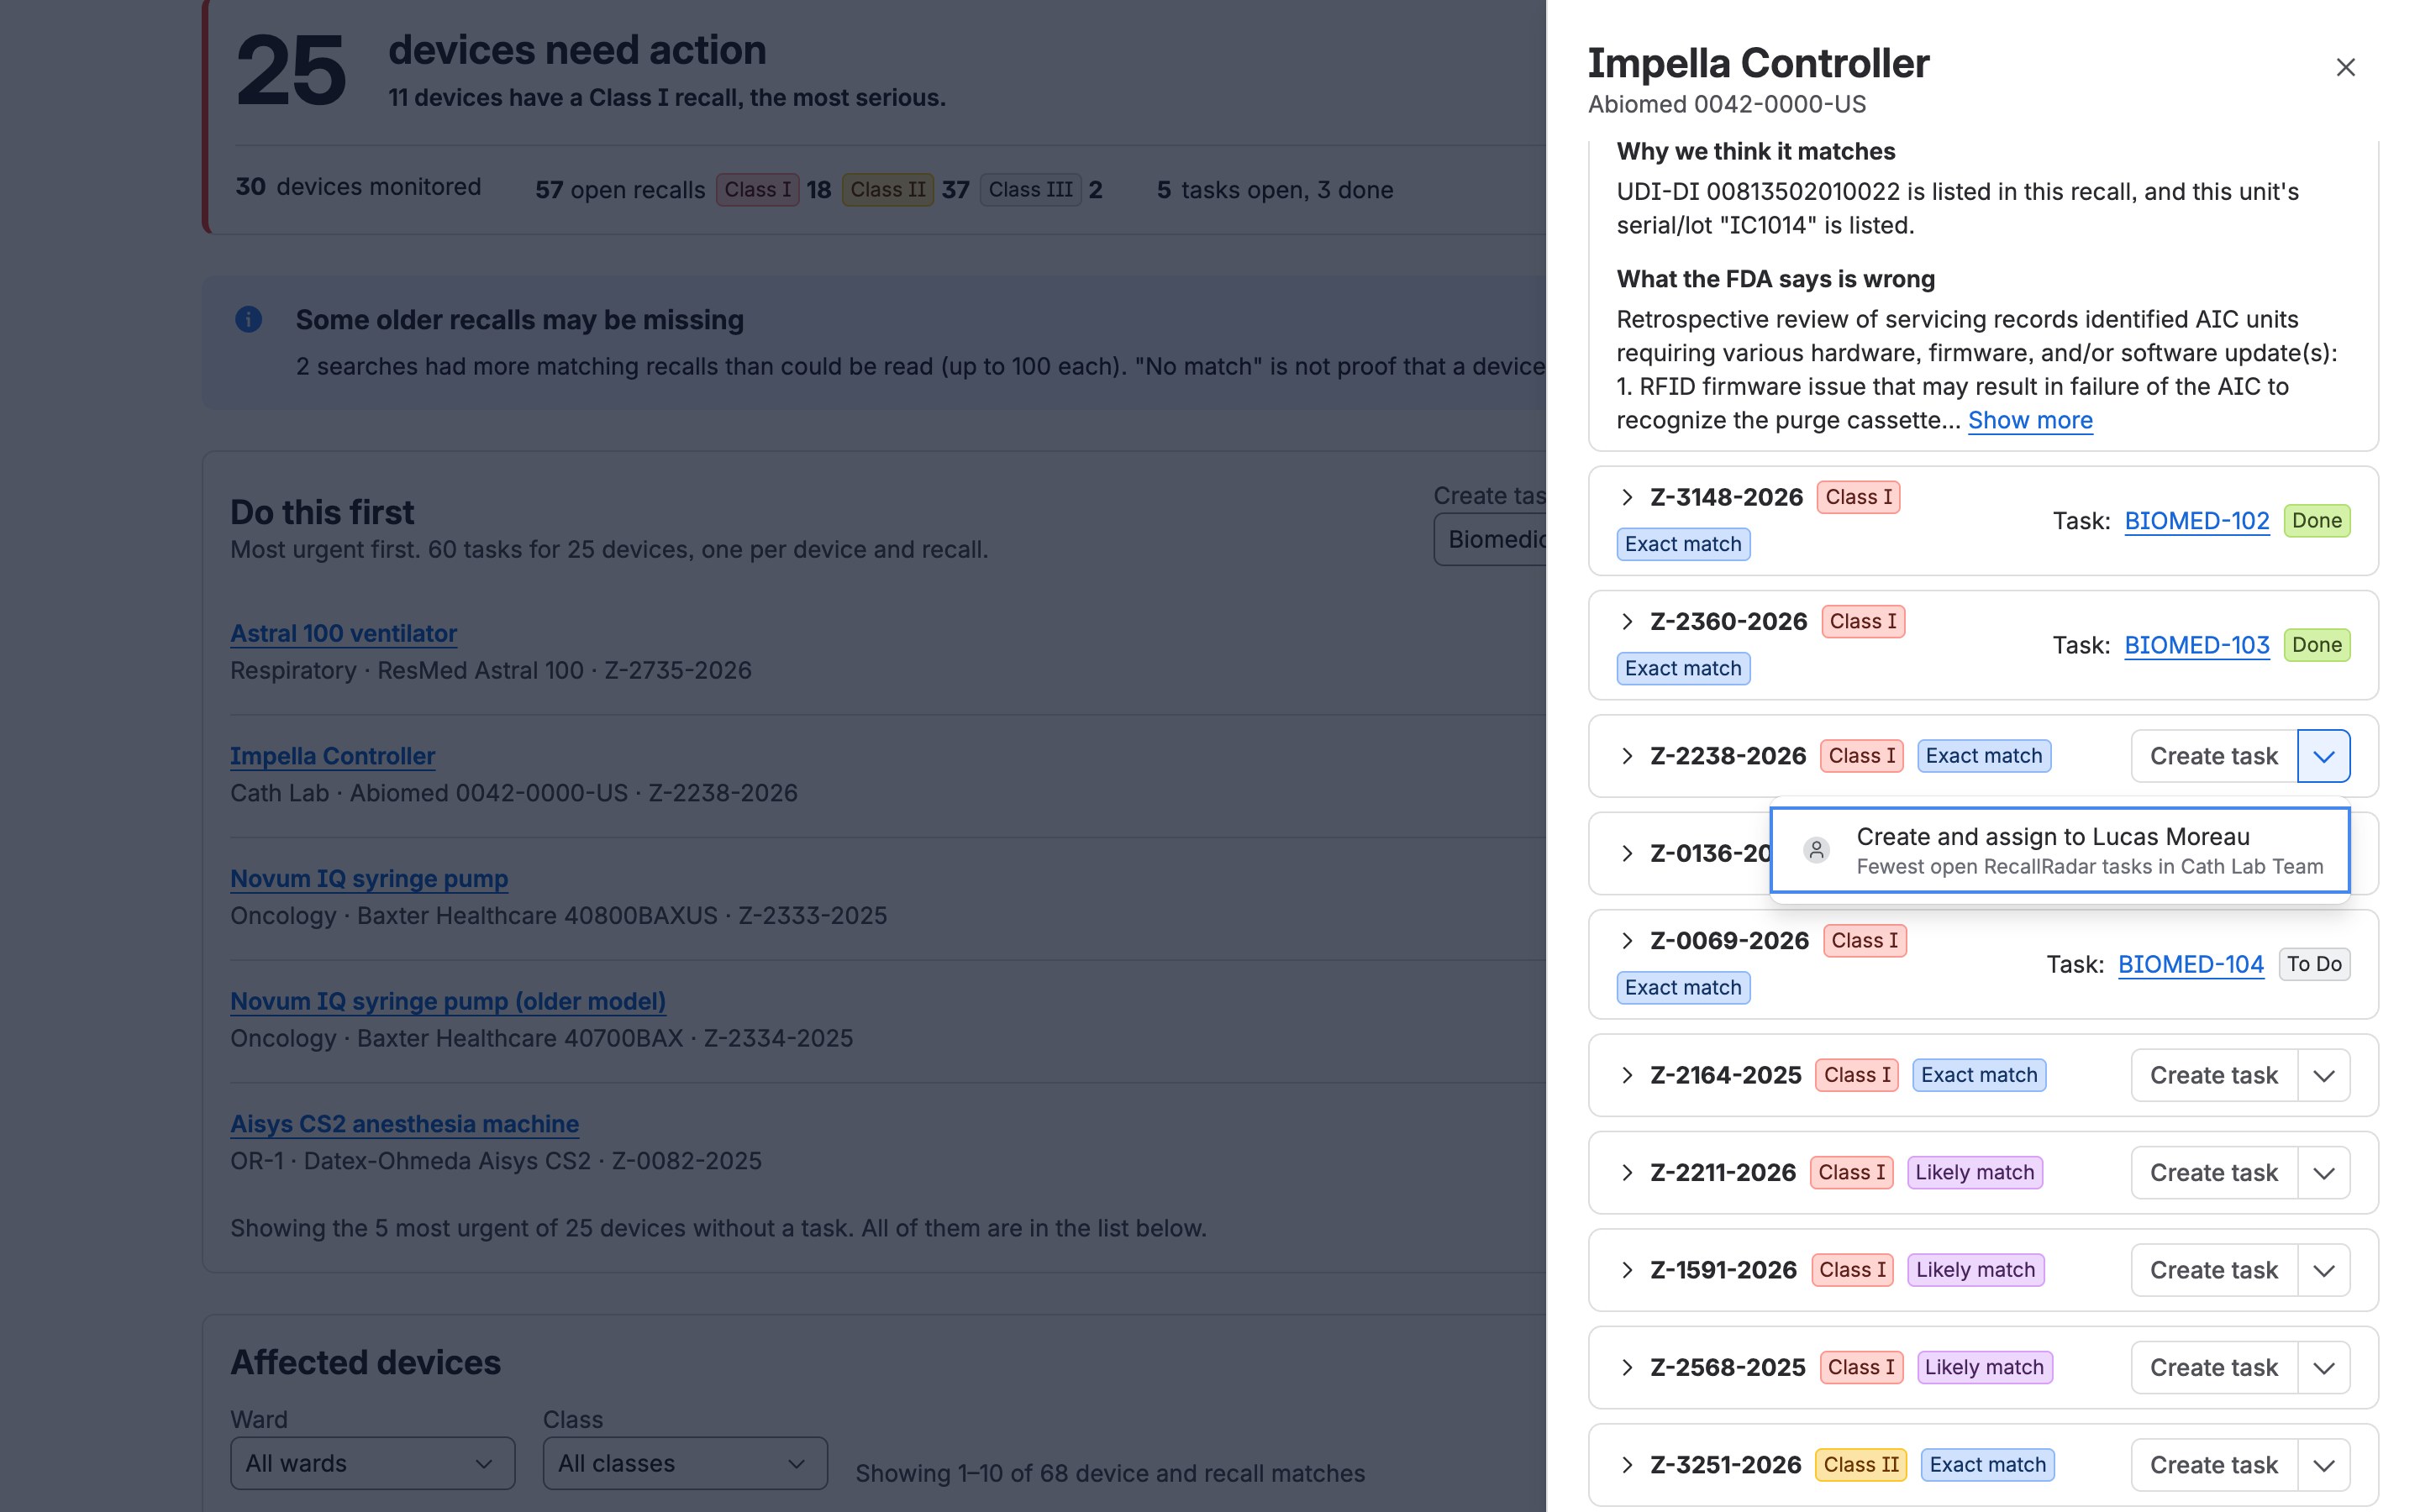 25
devices need action
11 devices have a Class I recall, the most serious.
30 devices monitored
57 open recalls Class I 18 Class II 37 Class III 2
5 tasks open, 3 done
Some older recalls may be missing
2 searches had more matching recalls than could be read (up to 100 each). "No match" is not proof that a device
Do this first
Most urgent first. 60 tasks for 25 devices, one per device and recall.
Create tas
Biomedic
Astral 100 ventilator
Respiratory · ResMed Astral 100 · Z-2735-2026
Impella Controller
Cath Lab · Abiomed 0042-0000-US · Z-2238-2026
Novum IQ syringe pump
Oncology · Baxter Healthcare 40800BAXUS · Z-2333-2025
Novum IQ syringe pump (older model)
Oncology · Baxter Healthcare 40700BAX · Z-2334-2025
Aisys CS2 anesthesia machine
OR-1 · Datex-Ohmeda Aisys CS2 · Z-0082-2025
Showing the 5 most urgent of 25 devices without a task. All of them are in the list below.
Affected devices
Ward
Class
All wards
All classes
Showing 1–10 of 68 device and recall matches
Impella Controller
Abiomed 0042-0000-US
Why we think it matches
UDI-DI 00813502010022 is listed in this recall, and this unit's
serial/lot "IC1014" is listed.
What the FDA says is wrong
Retrospective review of servicing records identified AIC units
requiring various hardware, firmware, and/or software update(s):
1. RFID firmware issue that may result in failure of the AIC to
recognize the purge cassette... Show more
Z-3148-2026 Class I
Exact match
Task: BIOMED-102 Done
Z-2360-2026 Class I
Exact match
Task: BIOMED-103 Done
Z-2238-2026 Class I Exact match Create task
Z-0136-20
Create and assign to Lucas Moreau
Fewest open RecallRadar tasks in Cath Lab Team
Z-0069-2026 Class I
Exact match
Task: BIOMED-104 To Do
Z-2164-2025 Class I Exact match Create task
Z-2211-2026 Class I Likely match Create task
Z-1591-2026 Class I Likely match Create task
Z-2568-2025 Class I Likely match Create task
Z-3251-2026 Class II Exact match Create task